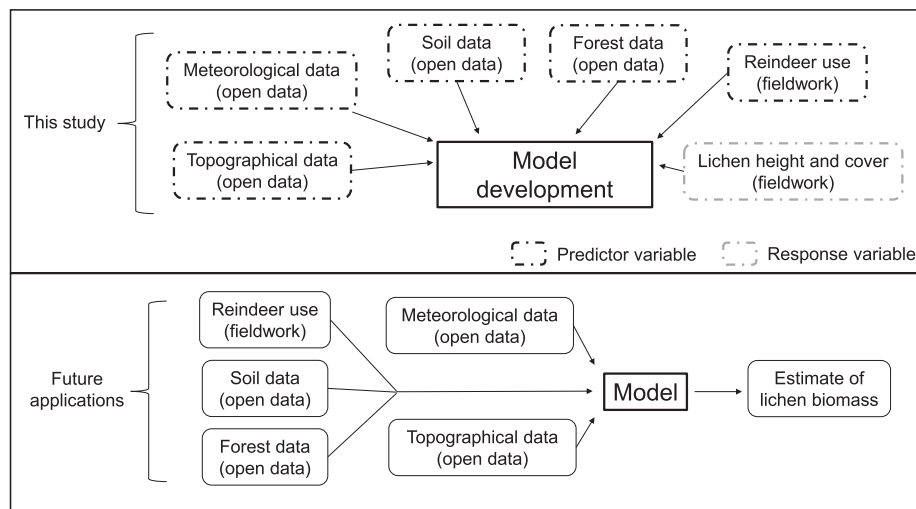 This study
Meteorological data
(open data)
Soil data
(open data)
Forest data
(open data)
Reindeer use
(fieldwork)
Topographical data
(open data)
Model
development
Lichen height and cover
(fieldwork)
Predictor variable
Response variable
Future
applications
Reindeer use
(fieldwork)
Soil data
(open data)
Forest data
(open data)
Meteorological data
(open data)
Topographical data
(open data)
Model
Estimate of
lichen biomass